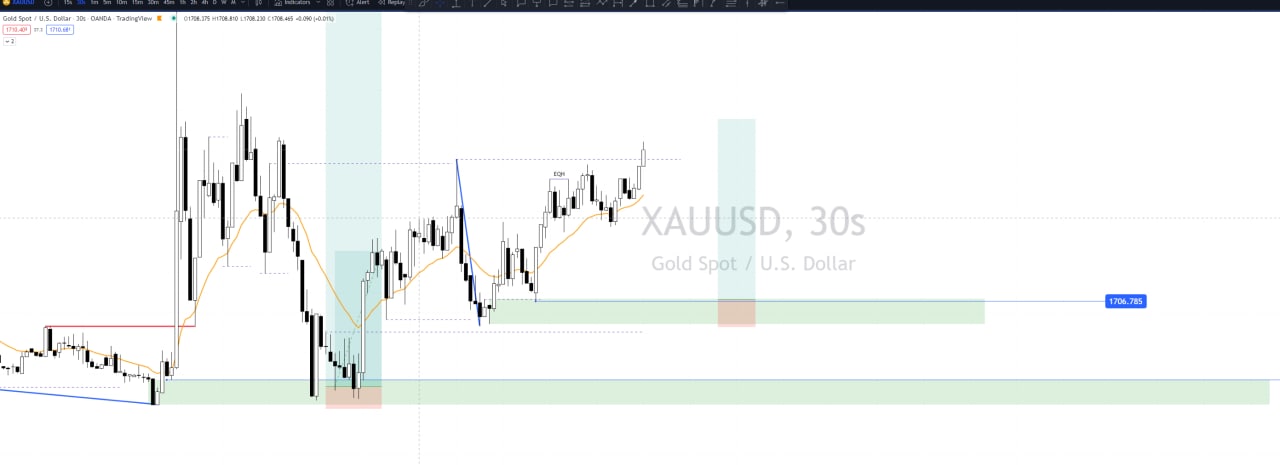 XAUUSD 15s 30s 1m 5m 10m 15m 30m 45m 1h 2h 4h D W M Indicators Alert Replay
Gold Spot / U.S. Dollar · 30s · OANDA · TradingView O1708.375 H1708.810 L1708.230 C1708.465 +0.090 (+0.01%)
1710.401 27.5 1710.681
2
EQH
XAUUSD, 30s
Gold Spot / U.S. Dollar
1706.785